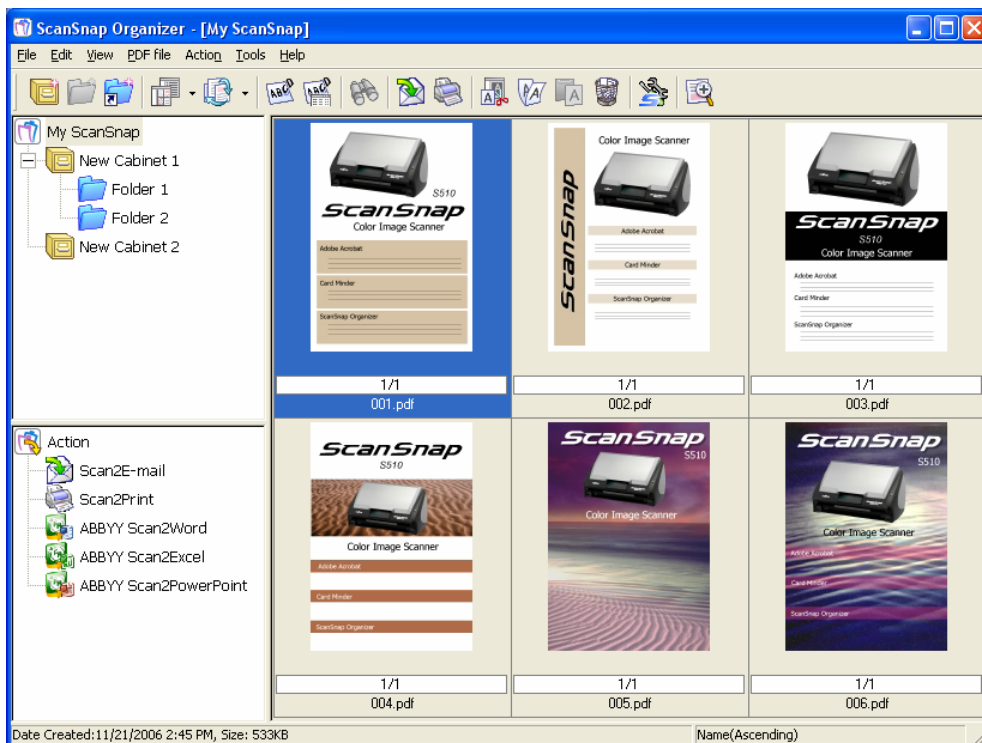 ScanSnap Organizer - [My ScanSnap]
File Edit View PDF file Action Tools Help
My ScanSnap
New Cabinet 1
Folder 1
Folder 2
New Cabinet 2
Action
Scan2E-mail
Scan2Print
ABBYY Scan2Word
ABBYY Scan2Excel
ABBYY Scan2PowerPoint
S510
ScanSnap
Color Image Scanner
Adobe Acrobat
Card Minder
ScanSnap Organizer
1/1
001.pdf
Color Image Scanner
ScanSnap
Adobe Acrobat
Card Minder
ScanSnap Organizer
1/1
002.pdf
ScanSnap
S510
Color Image Scanner
Adobe Acrobat
Card Minder
ScanSnap Organizer
1/1
003.pdf
ScanSnap
S510
Color Image Scanner
Adobe Acrobat
Card Minder
ScanSnap Organizer
1/1
004.pdf
ScanSnap
S510
Color Image Scanner
1/1
005.pdf
ScanSnap
S510
Color Image Scanner
Adobe Acrobat
Card Minder
ScanSnap Organizer
1/1
006.pdf
Date Created:11/21/2006 2:45 PM, Size: 533KB
Name(Ascending)